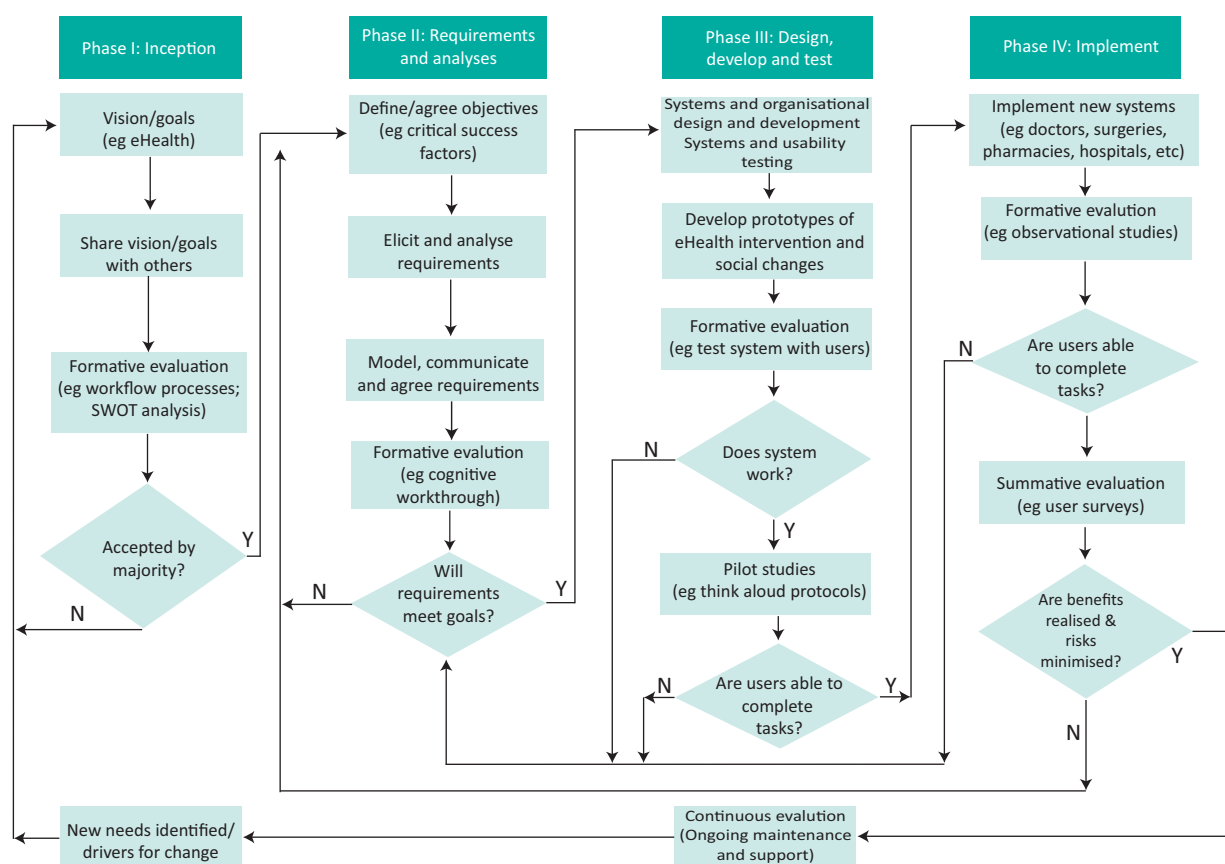 Phase I: Inception
Vision/goals
(eg eHealth)
Share vision/goals
with others
Formative evaluation
(eg workflow processes;
SWOT analysis)
Accepted by
majority?
Y
N
Phase II: Requirements
and analyses
Define/agree objectives
(eg critical success
factors)
Elicit and analyse
requirements
Model, communicate
and agree requirements
Formative evalution
(eg cognitive
workthrough)
Will
requirements
meet goals?
N
Y
Phase III: Design,
develop and test
Systems and organisational
design and development
Systems and usability
testing
Develop prototypes of
eHealth intervention and
social changes
Formative evaluation
(eg test system with users)
Does system
work?
N
Y
Pilot studies
(eg think aloud protocols)
Are users able to
complete
tasks?
N
Y
Phase IV: Implement
Implement new systems
(eg doctors, surgeries,
pharmacies, hospitals, etc)
Formative evalution
(eg observational studies)
Are users able
to complete
tasks?
N
Summative evaluation
(eg user surveys)
Are benefits
realised &
risks
minimised?
Y
N
Continuous evalution
(Ongoing maintenance
and support)
New needs identified/
drivers for change